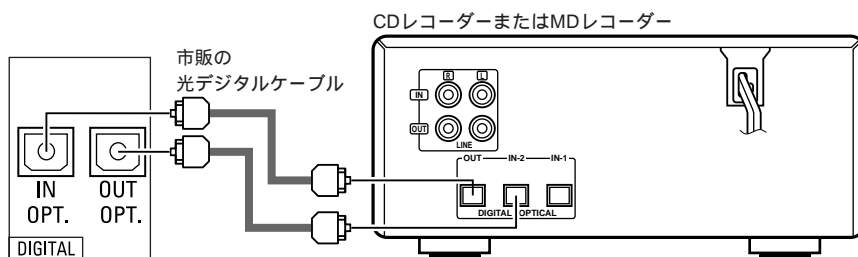 CDレコーダーまたはMDレコーダー
市販の
光デジタルケーブル
R L
IN
OUT
LINE
OUT IN-2 IN-1
DIGITAL OPTICAL
IN OUT
OPT. OPT.
DIGITAL